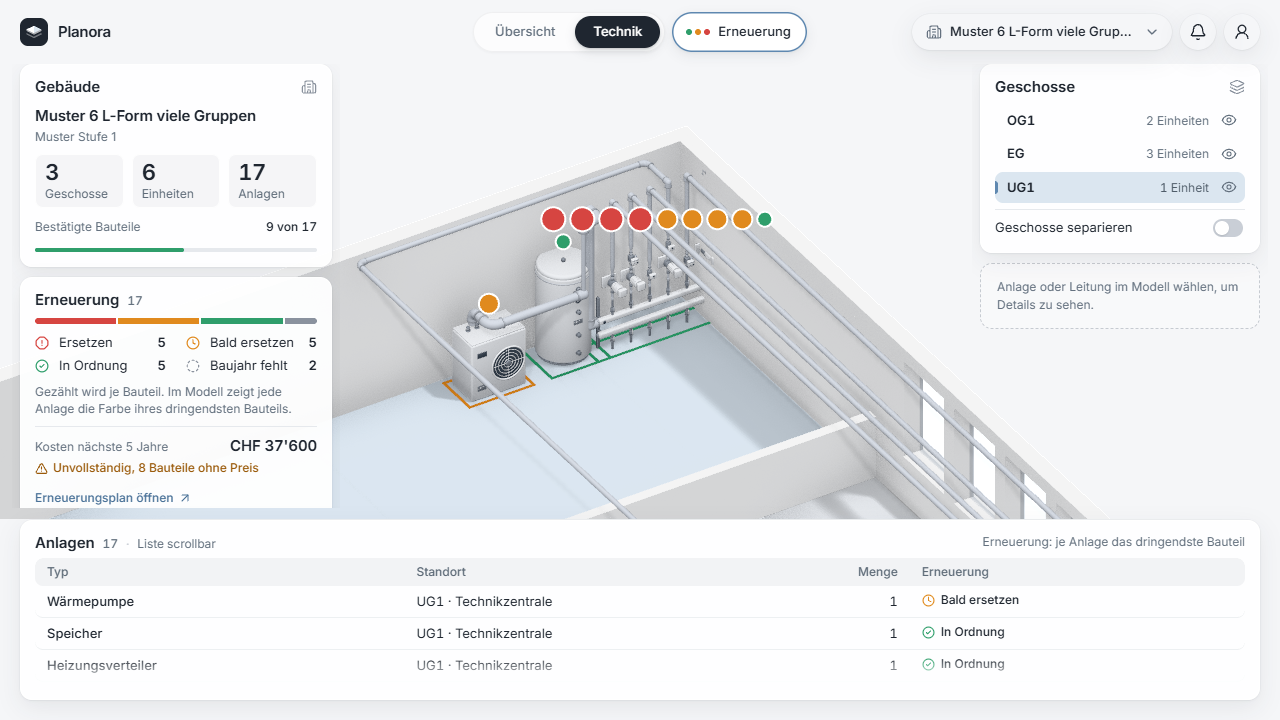 Planora
Übersicht
Technik
Erneuerung
Muster 6 L-Form viele Grup...
Gebäude
Muster 6 L-Form viele Gruppen
Muster Stufe 1
3 Geschosse
6 Einheiten
17 Anlagen
Bestätigte Bauteile 9 von 17
Erneuerung 17
Ersetzen 5
Bald ersetzen 5
In Ordnung 5
Baujahr fehlt 2
Gezählt wird je Bauteil. Im Modell zeigt jede
Anlage die Farbe ihres dringendsten Bauteils.
Kosten nächste 5 Jahre CHF 37'600
Unvollständig, 8 Bauteile ohne Preis
Erneuerungsplan öffnen
Geschosse
OG1 2 Einheiten
EG 3 Einheiten
UG1 1 Einheit
Geschosse separieren
Anlage oder Leitung im Modell wählen, um
Details zu sehen.
Anlagen 17 · Liste scrollbar
Erneuerung: je Anlage das dringendste Bauteil
Typ Standort Menge Erneuerung
Wärmepumpe UG1 · Technikzentrale 1 Bald ersetzen
Speicher UG1 · Technikzentrale 1 In Ordnung
Heizungsverteiler UG1 · Technikzentrale 1 In Ordnung